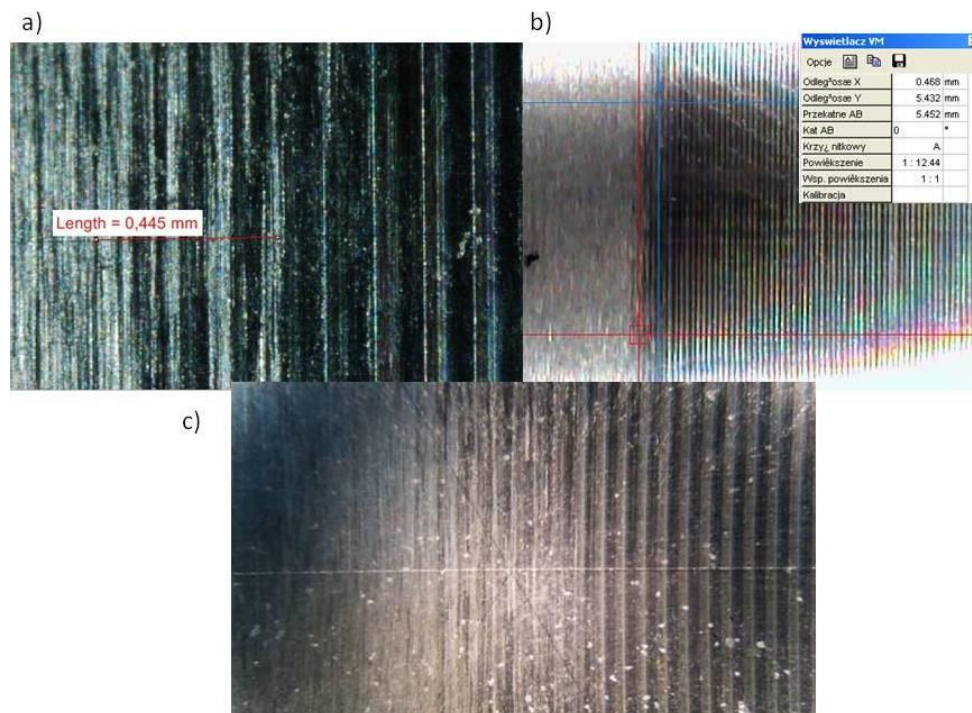 a)
Length = 0,445 mm
b)
Wyswietlacz VM
Opcje
Odleg³osæ X 0.468 mm
Odleg³osæ Y 5.432 mm
Przekatne AB 5.452 mm
Kat AB 0 °
Krzy¿ nitkowy A
Powiêkszenie 1 : 12.44
Wsp. powiêkszenia 1 : 1
Kalibracja
c)